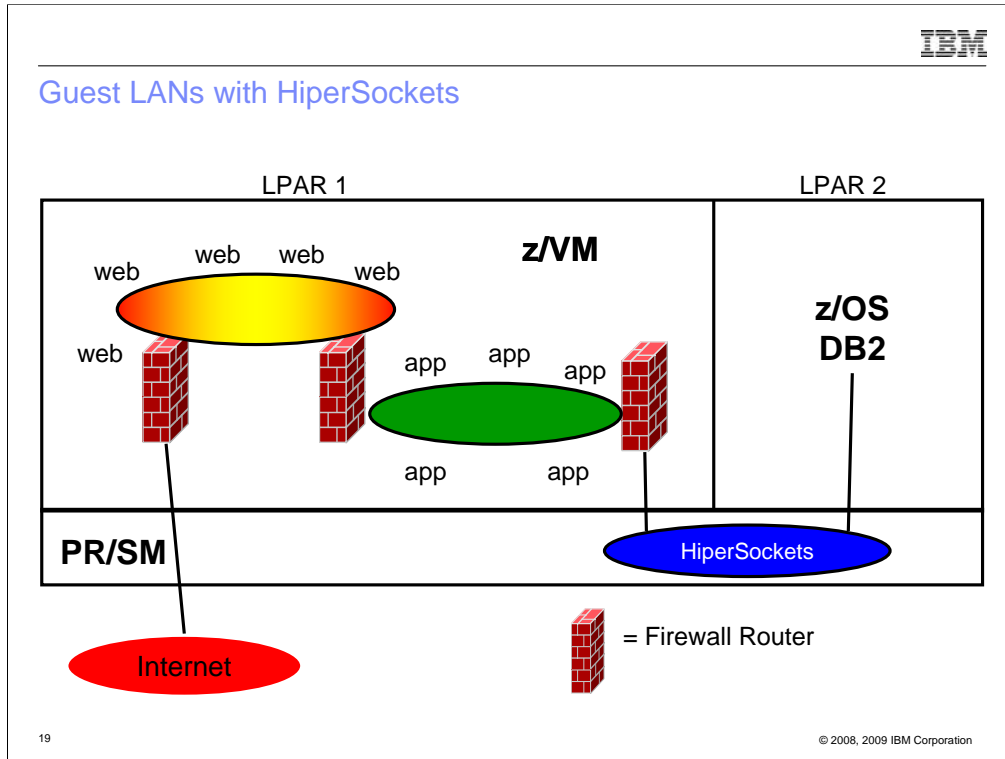 IBM
Guest LANs with HiperSockets
LPAR 1
LPAR 2
web
web
web
web
web
z/VM
z/OS
DB2
app
app
app
app
app
PR/SM
HiperSockets
Internet
= Firewall Router
19
© 2008, 2009 IBM Corporation